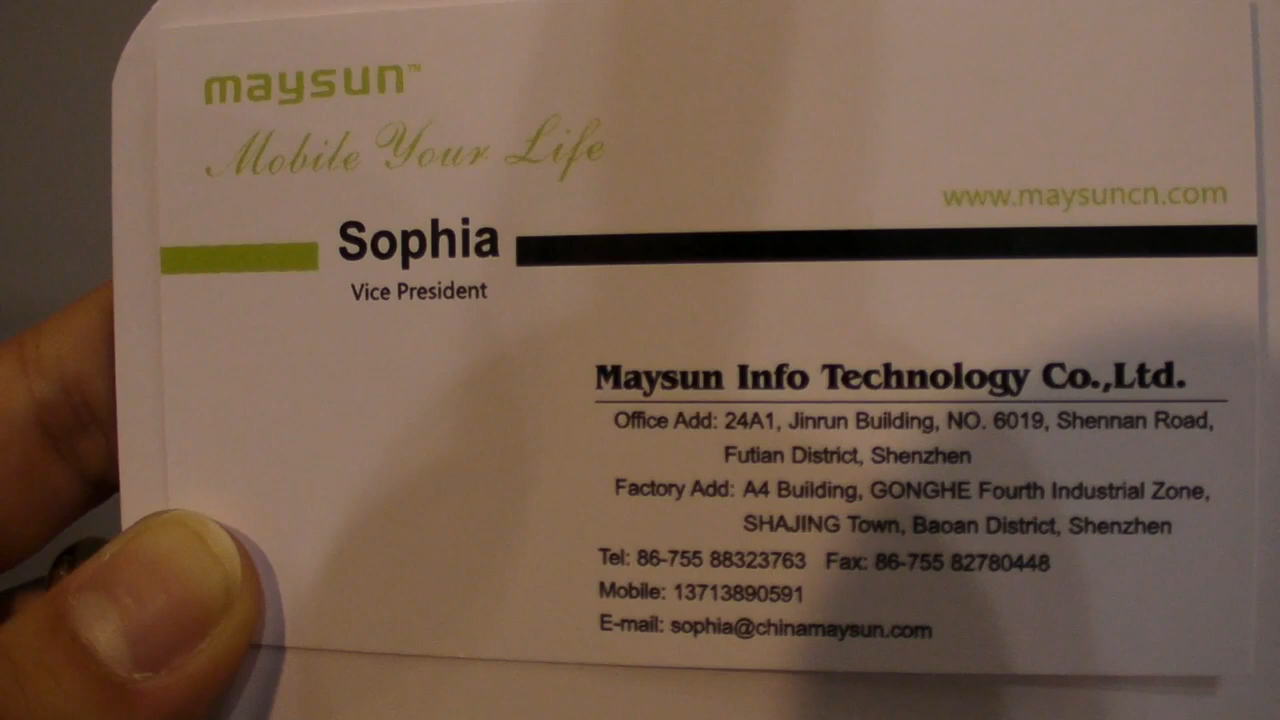 maysun™
Mobile Your Life
www.maysuncn.com
Sophia
Vice President
Maysun Info Technology Co.,Ltd.
Office Add: 24A1, Jinrun Building, NO. 6019, Shennan Road,
Futian District, Shenzhen
Factory Add: A4 Building, GONGHE Fourth Industrial Zone,
SHAJING Town, Baoan District, Shenzhen
Tel: 86-755 88323763 Fax: 86-755 82780448
Mobile: 13713890591
E-mail: sophia@chinamaysun.com